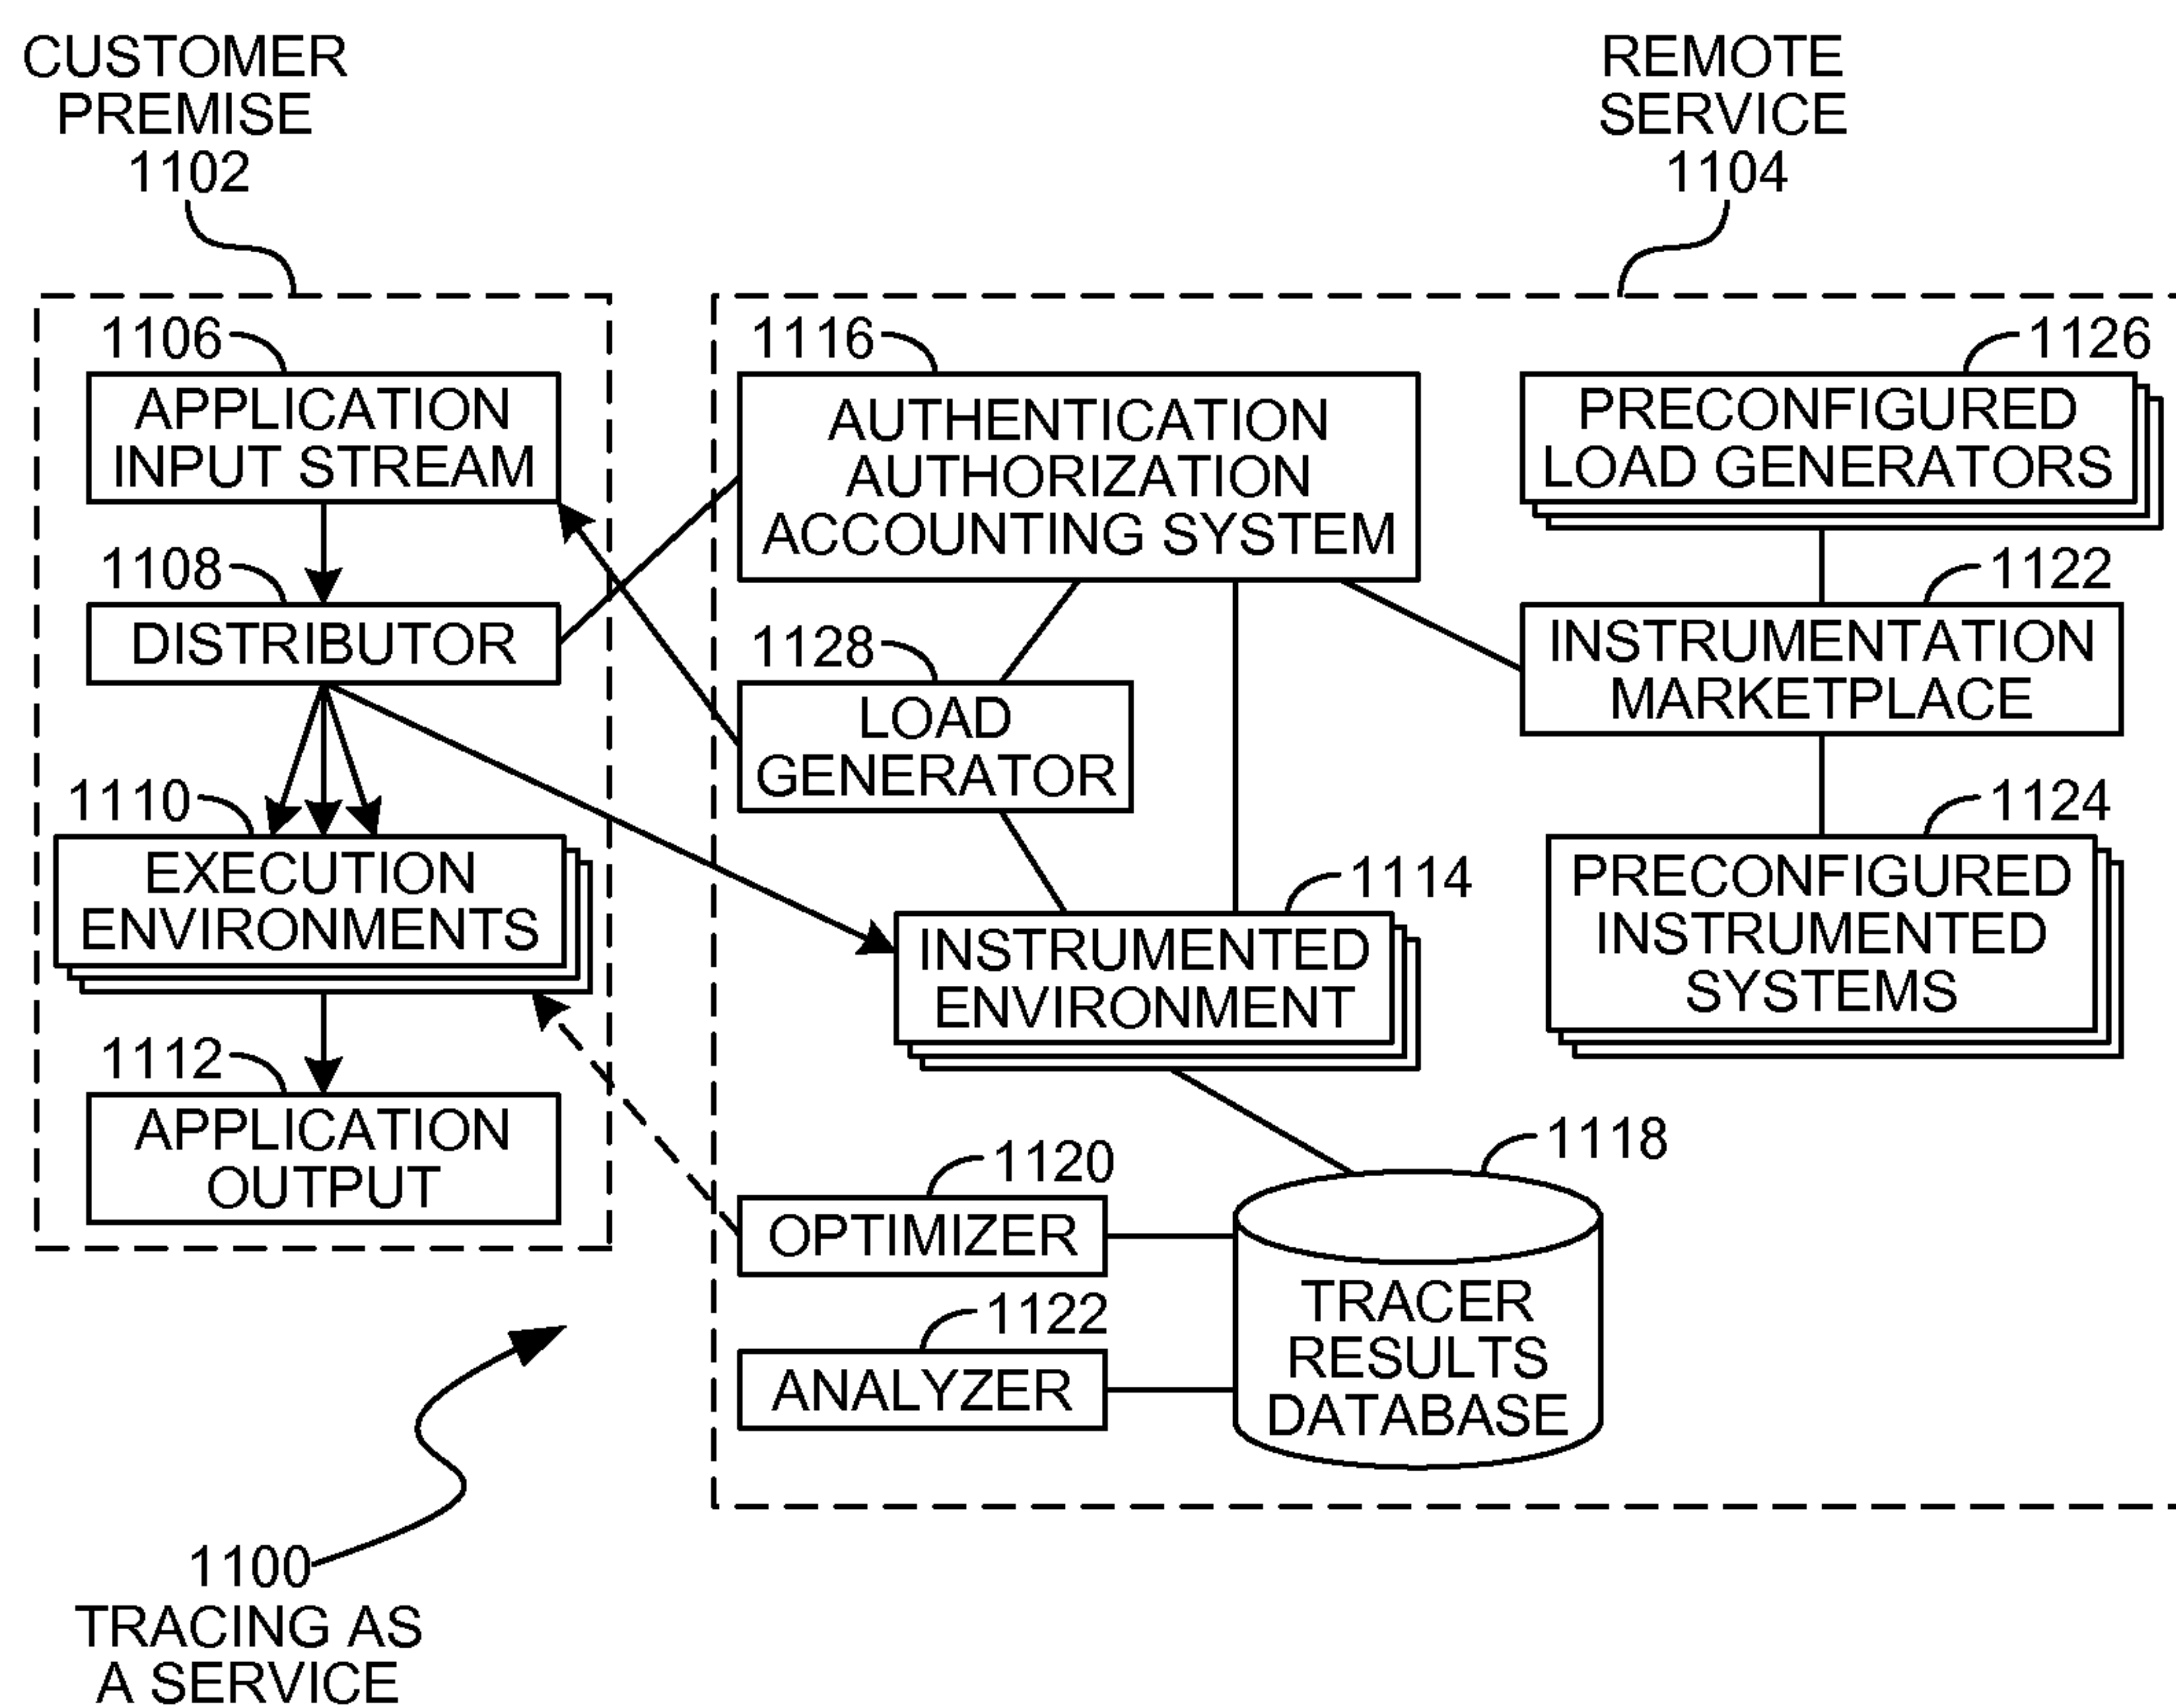 CUSTOMER
PREMISE
1102
REMOTE
SERVICE
1104
1106
APPLICATION
INPUT STREAM
1108
DISTRIBUTOR
1110
EXECUTION
ENVIRONMENTS
1112
APPLICATION
OUTPUT
1116
AUTHENTICATION
AUTHORIZATION
ACCOUNTING SYSTEM
1128
LOAD
GENERATOR
1114
INSTRUMENTED
ENVIRONMENT
1126
PRECONFIGURED
LOAD GENERATORS
1122
INSTRUMENTATION
MARKETPLACE
1124
PRECONFIGURED
INSTRUMENTED
SYSTEMS
1120
OPTIMIZER
1122
ANALYZER
1118
TRACER
RESULTS
DATABASE
1100
TRACING AS
A SERVICE